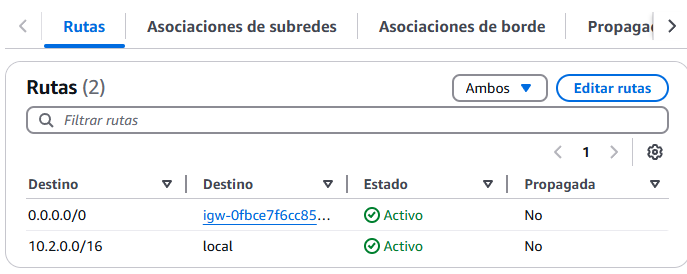 Rutas Asociaciones de subredes Asociaciones de borde Propaga
Rutas (2) Ambos Editar rutas
Filtrar rutas
1
Destino Destino Estado Propagada
0.0.0.0/0 igw-0fbce7f6cc85... Activo No
10.2.0.0/16 local Activo No